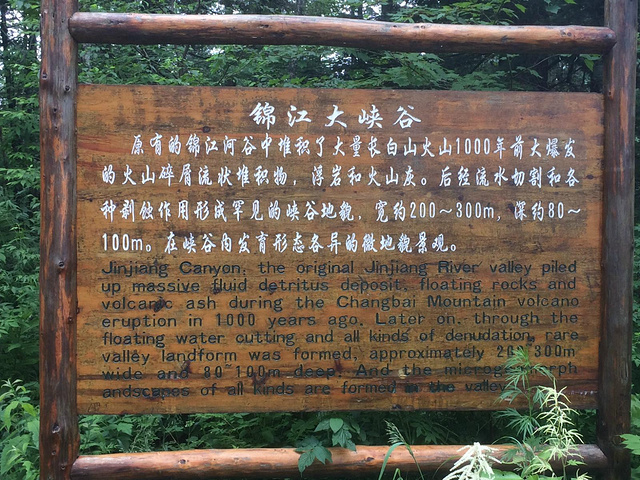 锦江大峡谷
原有的锦江河谷中堆积了大量长白山火山1000年前大爆发
的火山碎屑流状堆积物，浮岩和火山灰。后经流水切割和各
种剥蚀作用形成罕见的峡谷地貌，宽约200～300m，深约80～
100m。在峡谷内发育形态各异的微地貌景观。
Jinjiang Canyon. the original Jinjiang River valley piled
up massive fluid detritus deposit, floating rocks and
volcanic ash during the Changbai Mountain volcano
eruption in 1000 years ago. Later on. through the
floating water cutting and all kinds of denudation, rare
valley landform was formed, approximately 300m
wide and 80~100m deep. And the
andscapes of all kinds are formed in the valley